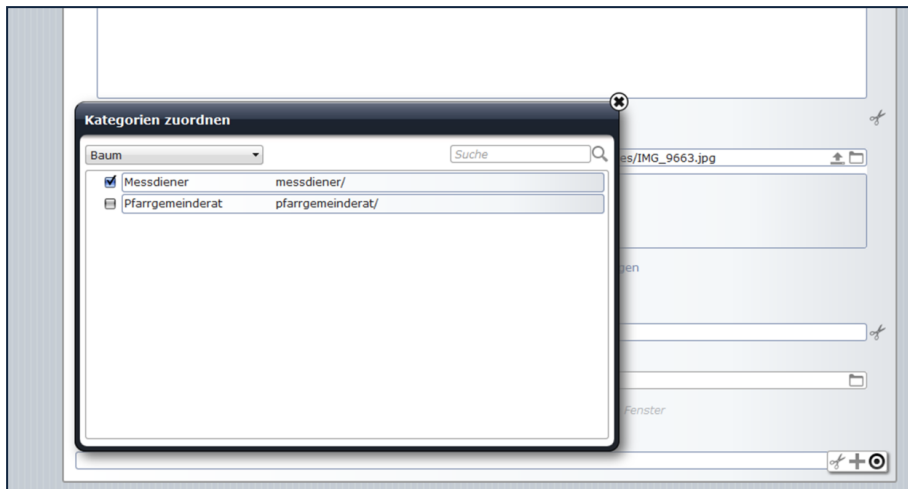 Kategorien zuordnen
Baum
Suche
es/IMG_9663.jpg
Messdiener messdiener/
Pfarrgemeinderat pfarrgemeinderat/
gen
Fenster